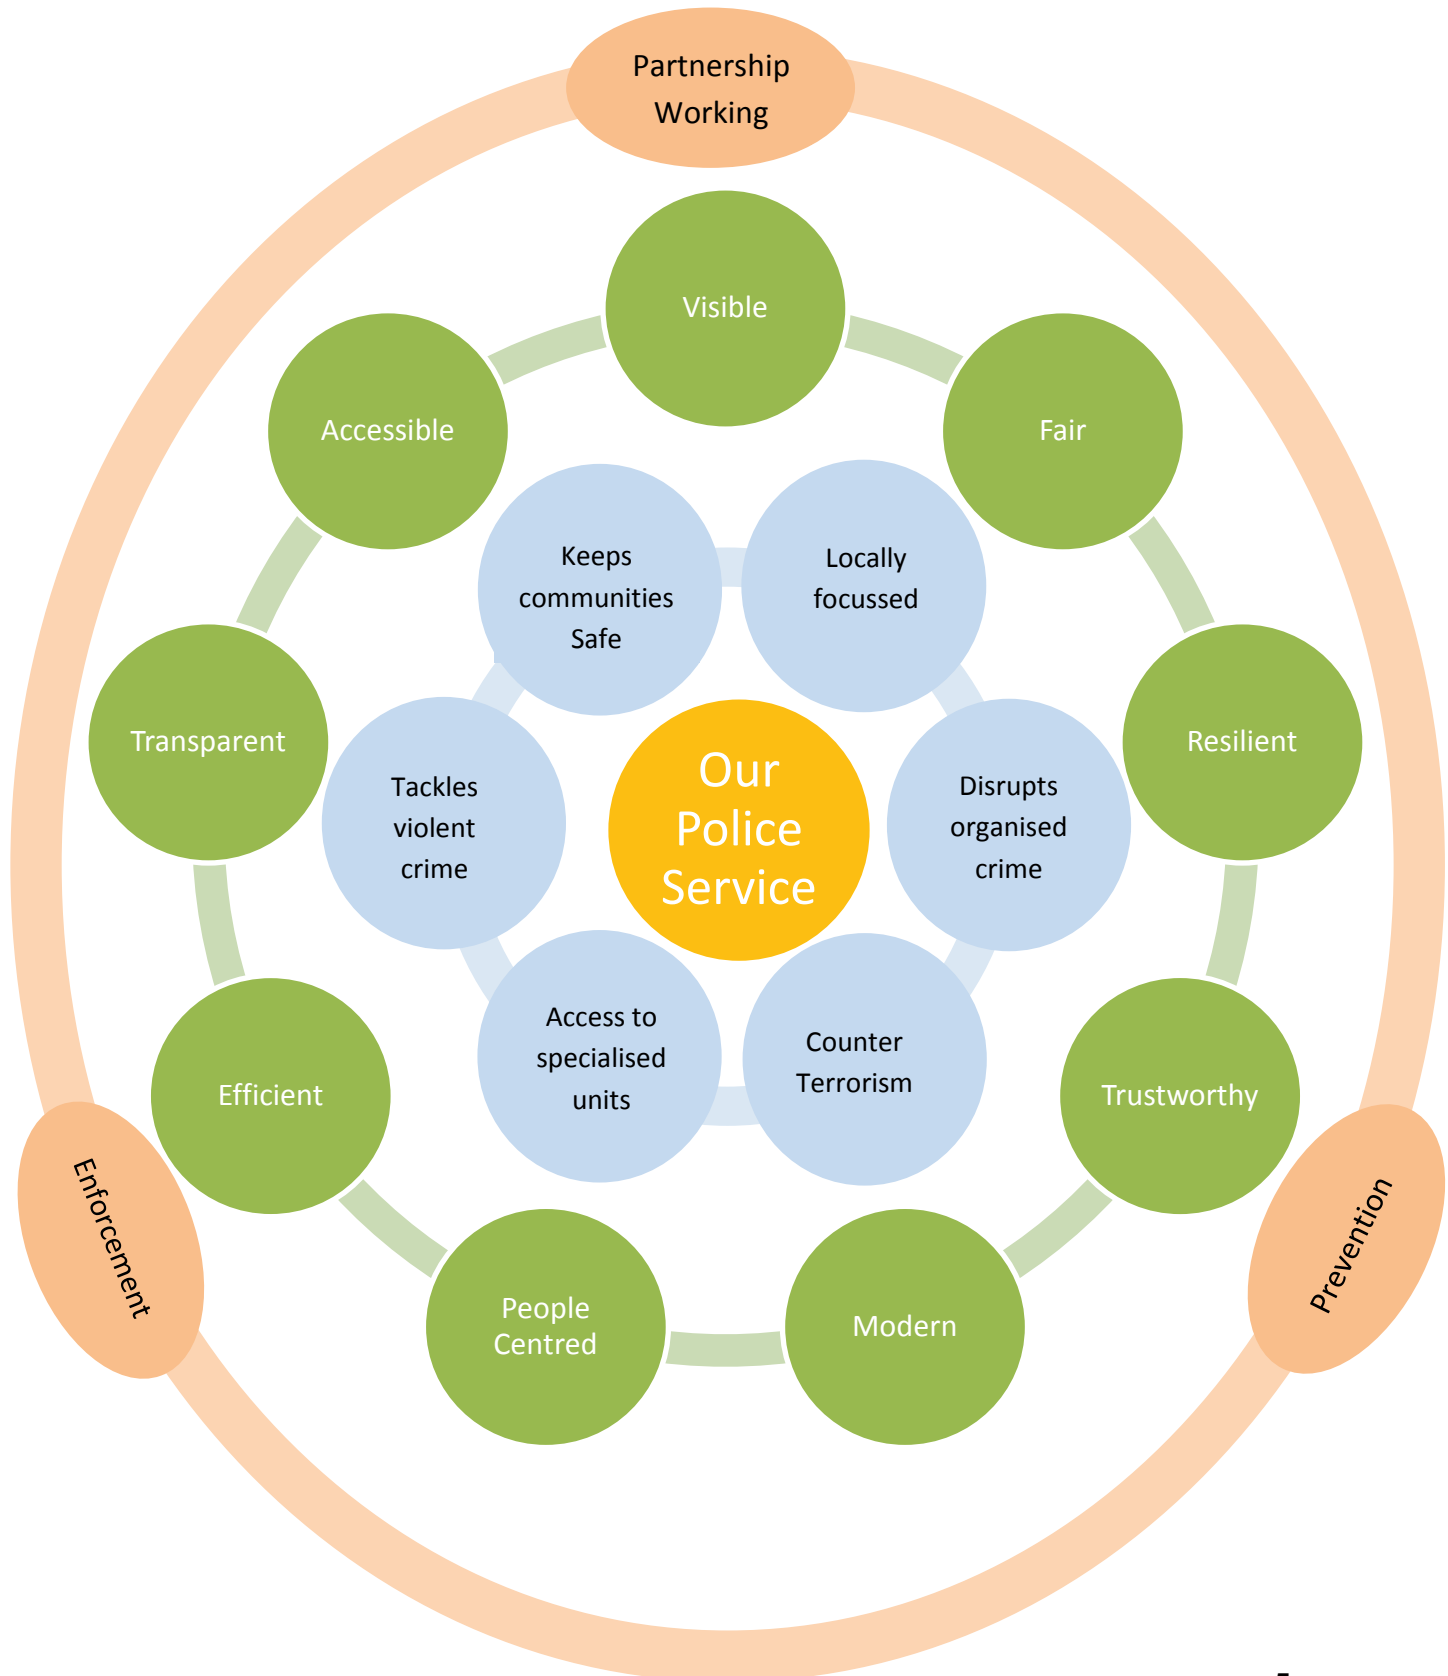 Partnership
Working
Visible
Accessible
Fair
Keeps
communities
Safe
Locally
focussed
Transparent
Resilient
Tackles
violent
crime
Our
Police
Service
Disrupts
organised
crime
Access to
specialised
units
Counter
Terrorism
Efficient
Trustworthy
Enforcement
Prevention
People
Centred
Modern